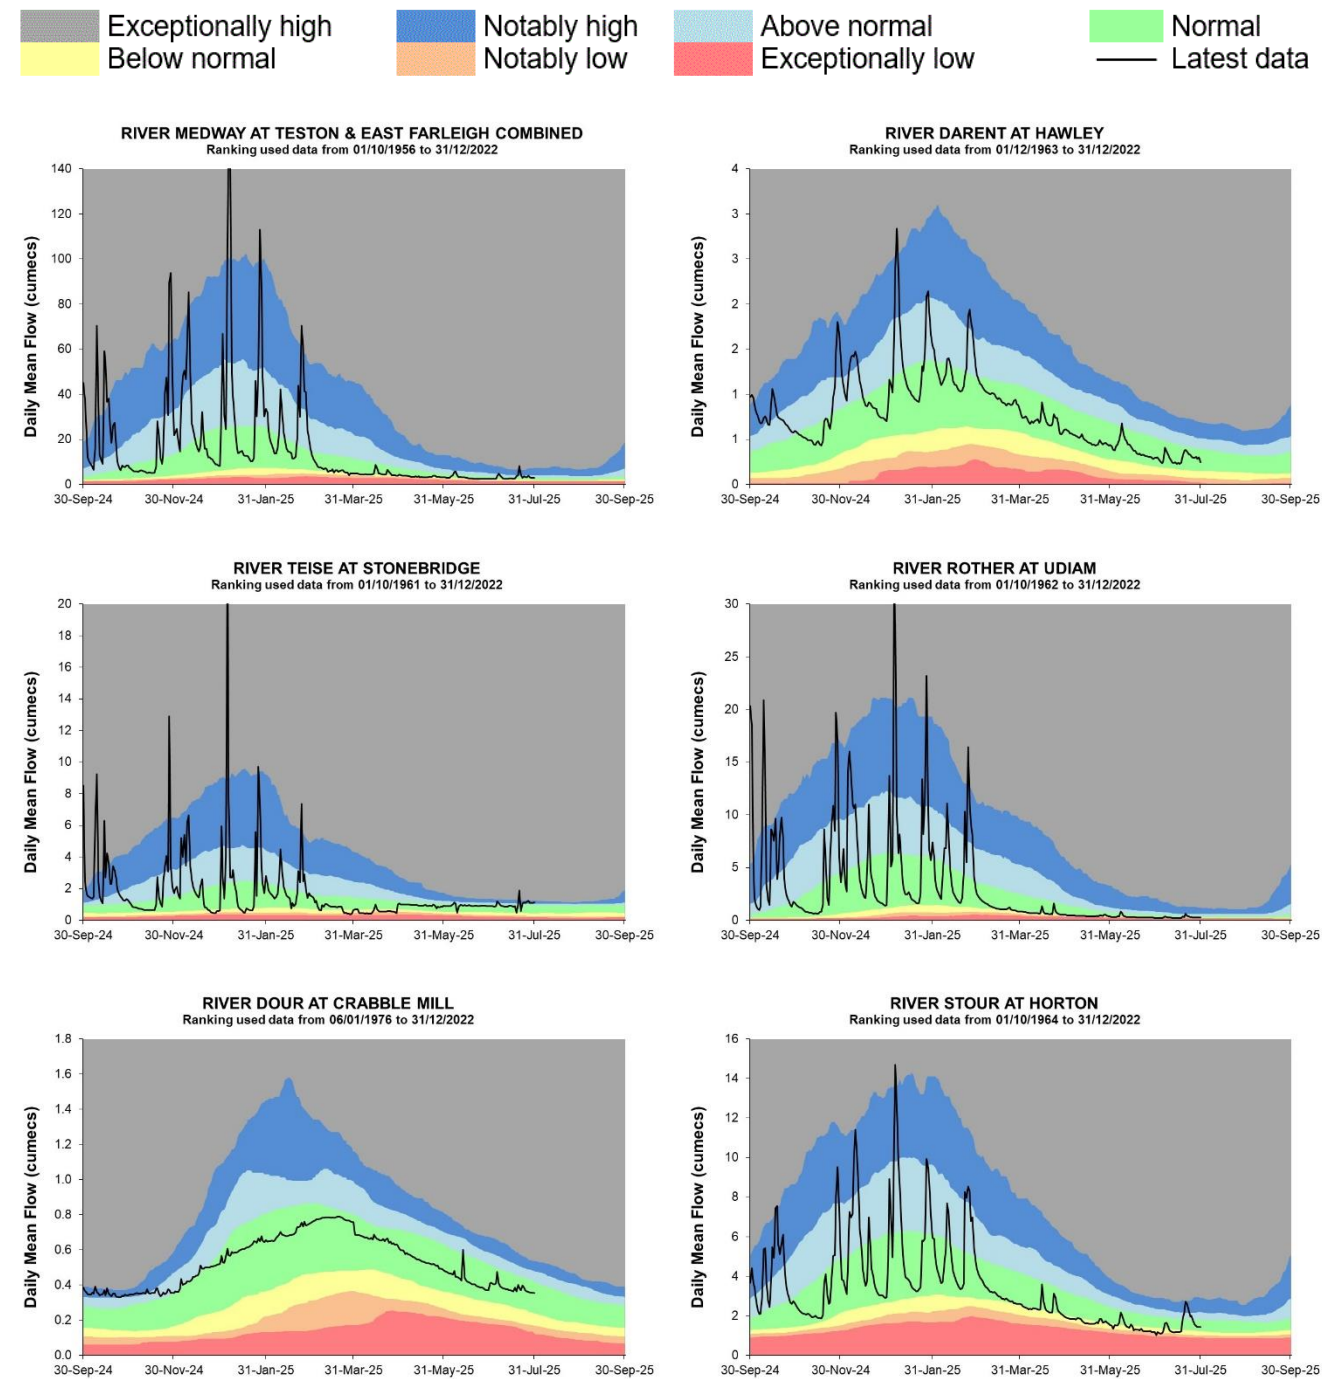 Exceptionally high Notably high Above normal Normal
Below normal Notably low Exceptionally low Latest data
RIVER MEDWAY AT TESTON & EAST FARLEIGH COMBINED
Ranking used data from 01/10/1956 to 31/12/2022
Daily Mean Flow (cumecs)
140
120
100
80
60
40
20
0
30-Sep-24 30-Nov-24 31-Jan-25 31-Mar-25 31-May-25 31-Jul-25 30-Sep-25
RIVER DARENT AT HAWLEY
Ranking used data from 01/12/1963 to 31/12/2022
Daily Mean Flow (cumecs)
4
3
3
2
2
1
1
0
30-Sep-24 30-Nov-24 31-Jan-25 31-Mar-25 31-May-25 31-Jul-25 30-Sep-25
RIVER TEISE AT STONEBRIDGE
Ranking used data from 01/10/1961 to 31/12/2022
Daily Mean Flow (cumecs)
20
18
16
14
12
10
8
6
4
2
0
30-Sep-24 30-Nov-24 31-Jan-25 31-Mar-25 31-May-25 31-Jul-25 30-Sep-25
RIVER ROTHER AT UDIAM
Ranking used data from 01/10/1962 to 31/12/2022
Daily Mean Flow (cumecs)
30
25
20
15
10
5
0
30-Sep-24 30-Nov-24 31-Jan-25 31-Mar-25 31-May-25 31-Jul-25 30-Sep-25
RIVER DOUR AT CRABBLE MILL
Ranking used data from 06/01/1976 to 31/12/2022
Daily Mean Flow (cumecs)
1.8
1.6
1.4
1.2
1.0
0.8
0.6
0.4
0.2
0.0
30-Sep-24 30-Nov-24 31-Jan-25 31-Mar-25 31-May-25 31-Jul-25 30-Sep-25
RIVER STOUR AT HORTON
Ranking used data from 01/10/1964 to 31/12/2022
Daily Mean Flow (cumecs)
16
14
12
10
8
6
4
2
0
30-Sep-24 30-Nov-24 31-Jan-25 31-Mar-25 31-May-25 31-Jul-25 30-Sep-25